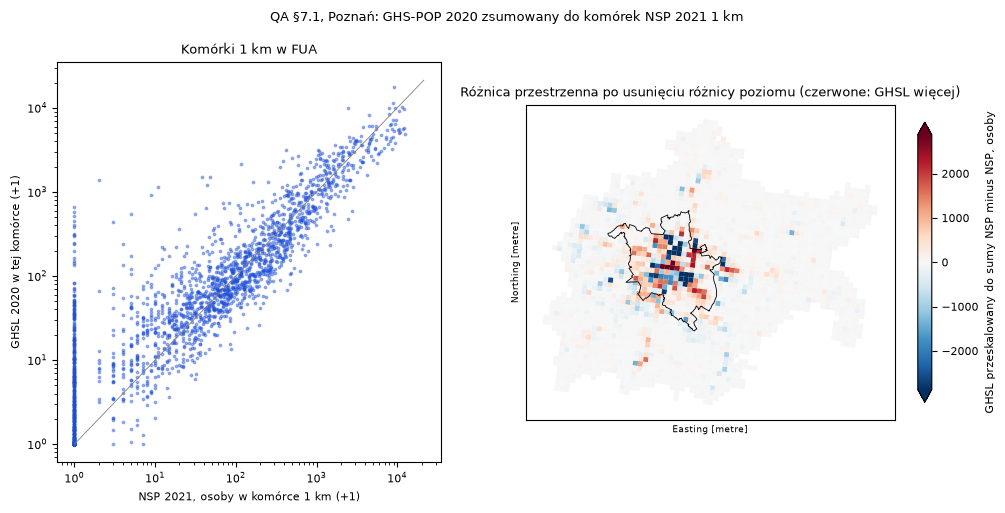 QA §7.1, Poznań: GHS-POP 2020 zsumowany do komórek NSP 2021 1 km
Komórki 1 km w FUA
GHSL 2020 w tej komórce (+1)
10⁴
10³
10²
10¹
10⁰
10⁰ 10¹ 10² 10³ 10⁴
NSP 2021, osoby w komórce 1 km (+1)
Różnica przestrzenna po usunięciu różnicy poziomu (czerwone: GHSL więcej)
Northing [metre]
Easting [metre]
2000
1000
0
−1000
−2000
GHSL przeskalowany do sumy NSP minus NSP, osoby